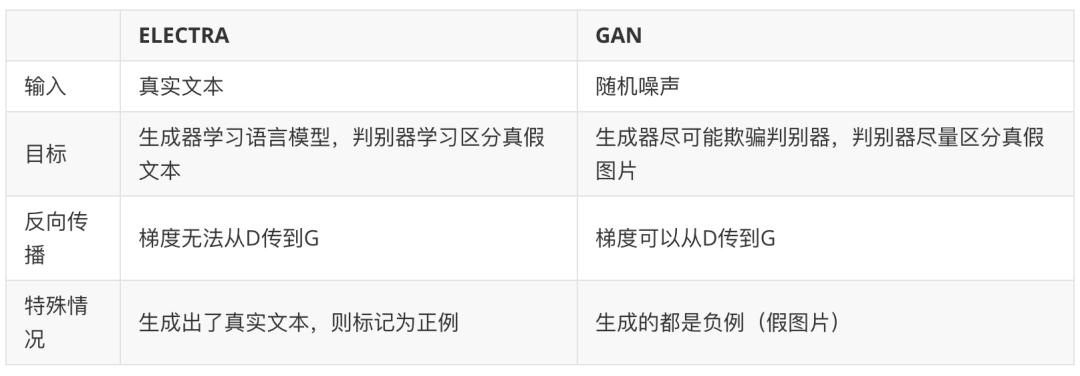 ELECTRA GAN
输入 真实文本 随机噪声
目标 生成器学习语言模型，判别器学习区分真假 生成器尽可能欺骗判别器，判别器尽量区分真假
文本 图片
反向传
播 梯度无法从D传到G 梯度可以从D传到G
特殊情
况 生成出了真实文本，则标记为正例 生成的都是负例（假图片）